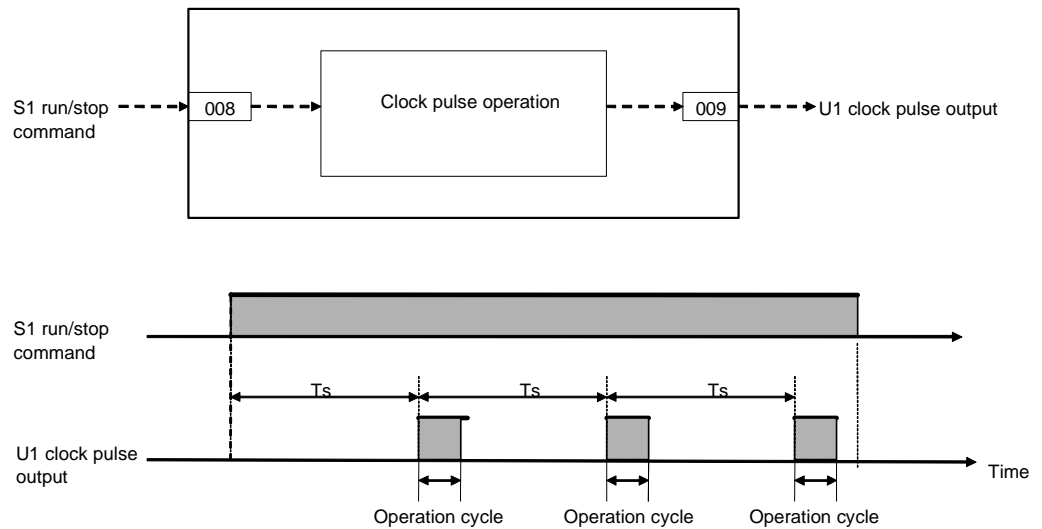 S1 run/stop
command
008
Clock pulse operation
009
U1 clock pulse output
S1 run/stop
command
Ts
Ts
Ts
U1 clock pulse
output
Time
Operation cycle
Operation cycle
Operation cycle